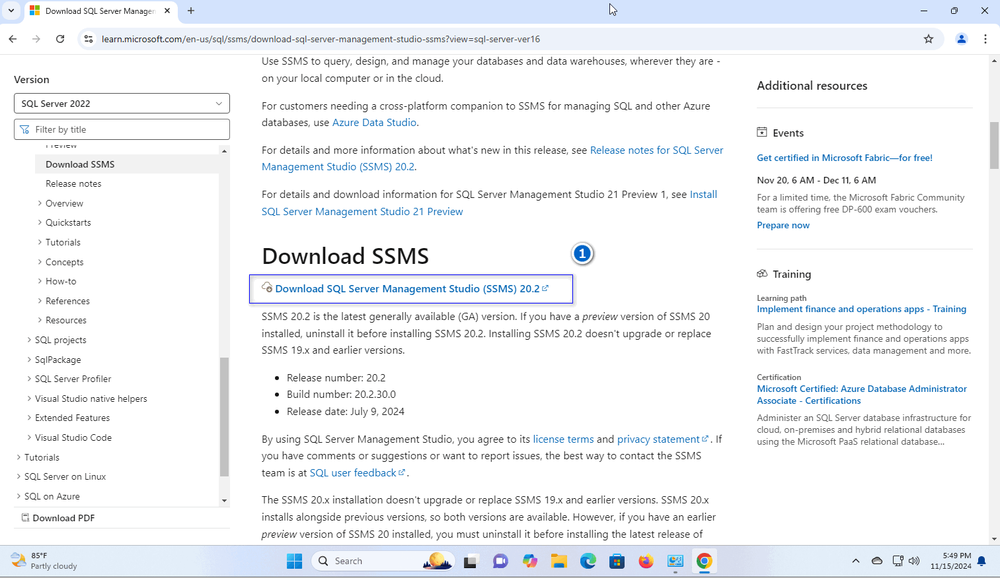 Download SQL Server Managen
learn.microsoft.com/en-us/sql/ssms/download-sql-server-management-studio-ssms?view=sql-server-ver16
Version
SQL Server 2022
Filter by title
Preview
Download SSMS
Release notes
Overview
Quickstarts
Tutorials
Concepts
How-to
References
Resources
SQL projects
SqlPackage
SQL Server Profiler
Visual Studio native helpers
Extended Features
Visual Studio Code
Tutorials
SQL Server on Linux
SQL on Azure
Download PDF
Use SSMS to query, design, and manage your databases and data warehouses, wherever they are -
on your local computer or in the cloud.
For customers needing a cross-platform companion to SSMS for managing SQL and other Azure
databases, use Azure Data Studio.
For details and more information about what's new in this release, see Release notes for SQL Server
Management Studio (SSMS) 20.2.
For details and download information for SQL Server Management Studio 21 Preview 1, see Install
SQL Server Management Studio 21 Preview
Download SSMS
1
Download SQL Server Management Studio (SSMS) 20.2
SSMS 20.2 is the latest generally available (GA) version. If you have a preview version of SSMS 20
installed, uninstall it before installing SSMS 20.2. Installing SSMS 20.2 doesn't upgrade or replace
SSMS 19.x and earlier versions.
• Release number: 20.2
• Build number: 20.2.30.0
• Release date: July 9, 2024
By using SQL Server Management Studio, you agree to its license terms and privacy statement. If
you have comments or suggestions or want to report issues, the best way to contact the SSMS
team is at SQL user feedback.
The SSMS 20.x installation doesn't upgrade or replace SSMS 19.x and earlier versions. SSMS 20.x
installs alongside previous versions, so both versions are available. However, if you have an earlier
preview version of SSMS 20 installed, you must uninstall it before installing the latest release of
Additional resources
Events
Get certified in Microsoft Fabric—for free!
Nov 20, 6 AM - Dec 11, 6 AM
For a limited time, the Microsoft Fabric Community
team is offering free DP-600 exam vouchers.
Prepare now
Training
Learning path
Implement finance and operations apps - Training
Plan and design your project methodology to
successfully implement finance and operations apps
with FastTrack services, data management and more.
Certification
Microsoft Certified: Azure Database Administrator
Associate - Certifications
Administer an SQL Server database infrastructure for
cloud, on-premises and hybrid relational databases
using the Microsoft PaaS relational database...
85°F
Partly cloudy
Search
5:49 PM
11/15/2024